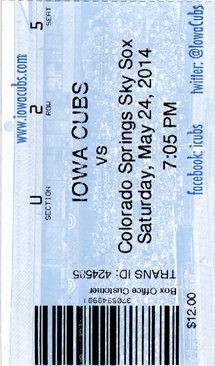 www.iowacubs.com
SECTION U
ROW 2
SEAT 5
IOWA CUBS
vs
Colorado Springs Sky Sox
Saturday, May 24, 2014
7:05 PM
facebook: icubs
twitter: @IowaCubs
TRANS ID: 424585
Box Office Customer
3705949991
$12.00